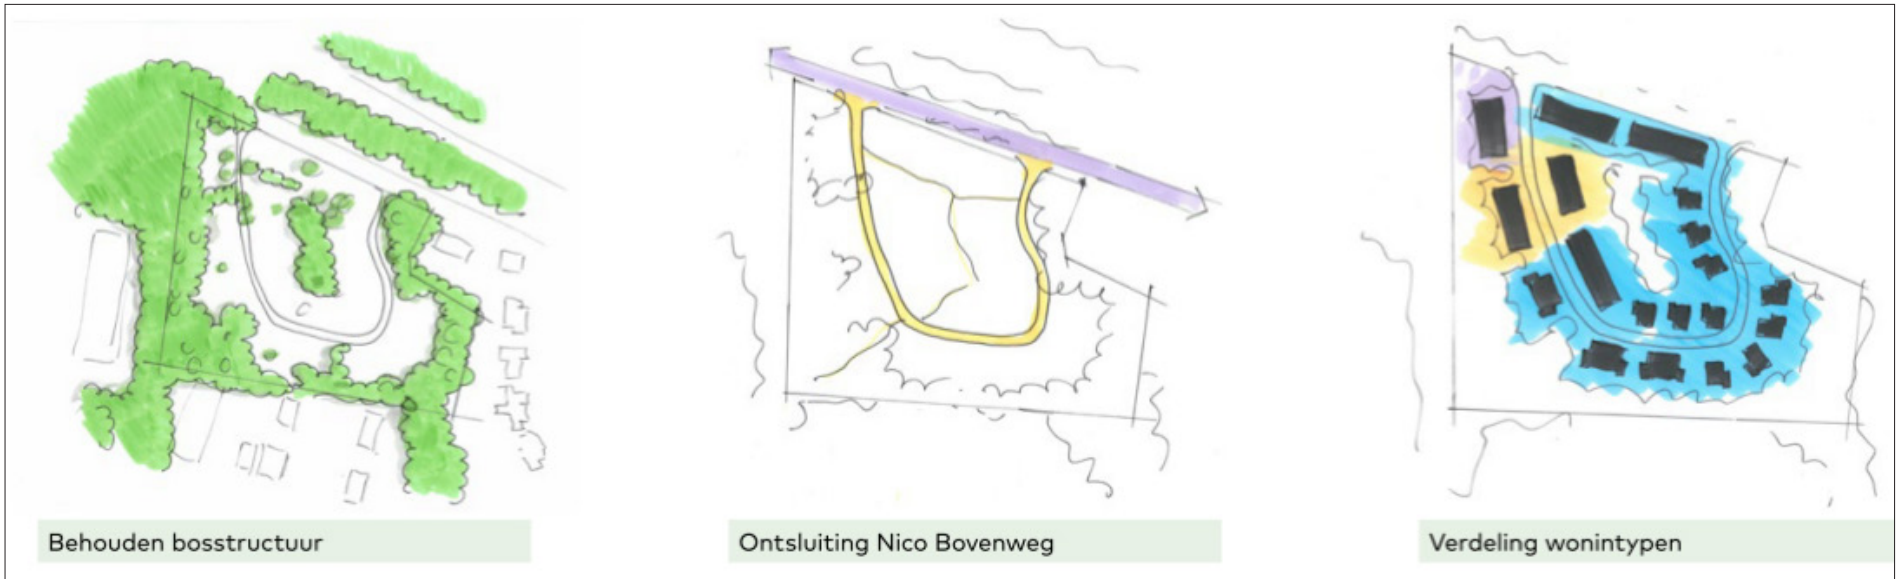 Behouden bosstructuur
Ontsluiting Nico Bovenweg
Verdeling wonintypen